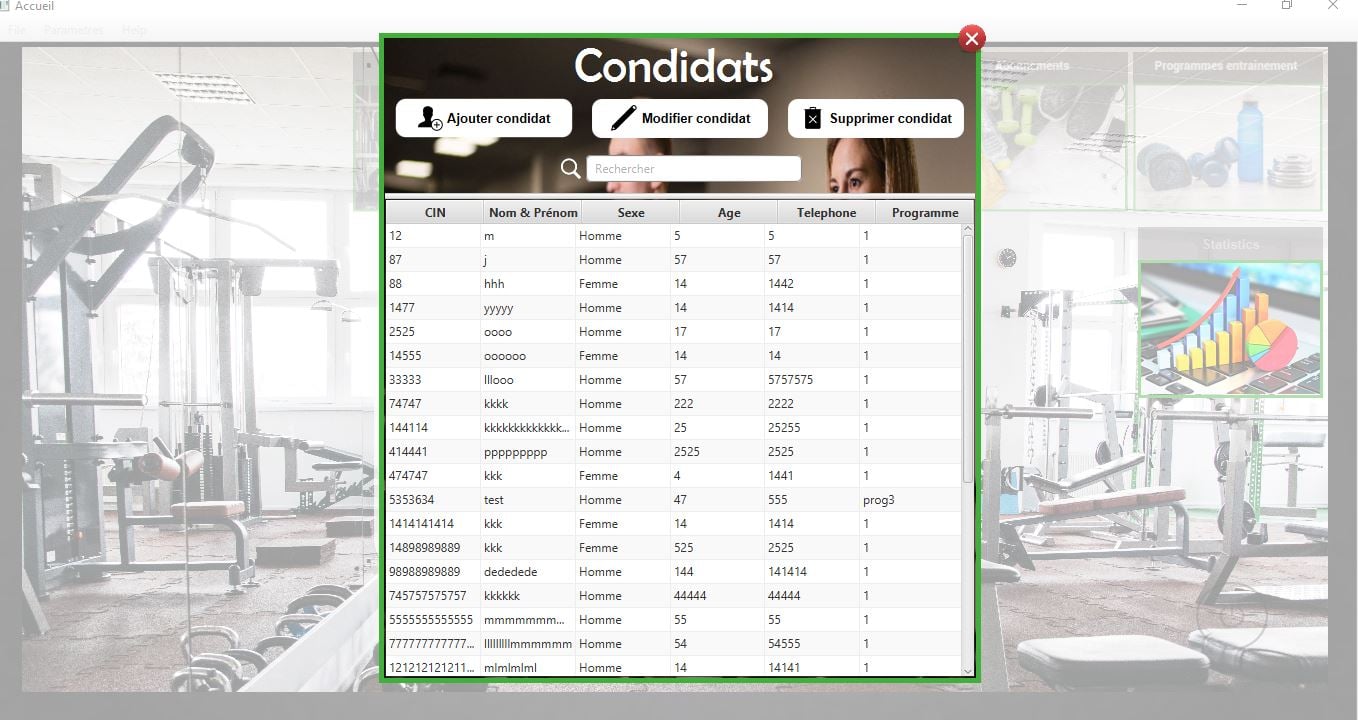 Accueil
File Parametres Help
Condidats
Ajouter condidat Modifier condidat Supprimer condidat
Rechercher
Abonnements Programmes entrainement
Statistics
CIN Nom & Prénom Sexe Age Telephone Programme
12 m Homme 5 5 1
87 j Homme 57 57 1
88 hhh Femme 14 1442 1
1477 yyyyy Homme 14 1414 1
2525 oooo Homme 17 17 1
14555 oooooo Femme 14 14 1
33333 lllooo Homme 57 5757575 1
74747 kkkk Homme 222 2222 1
144114 kkkkkkkkkkkkk... Homme 25 25255 1
414441 ppppppppp Homme 2525 2525 1
474747 kkk Femme 4 1441 1
5353634 test Homme 47 555 prog3
1414141414 kkk Femme 14 1414 1
14898989889 kkk Femme 525 2525 1
98988989889 dededede Homme 144 141414 1
745757575757 kkkkkk Homme 44444 44444 1
5555555555555 mmmmmmm... Homme 55 55 1
777777777777... lllllllllmmmmmm Homme 54 54555 1
121212121211... mlmlmlml Homme 14 14141 1